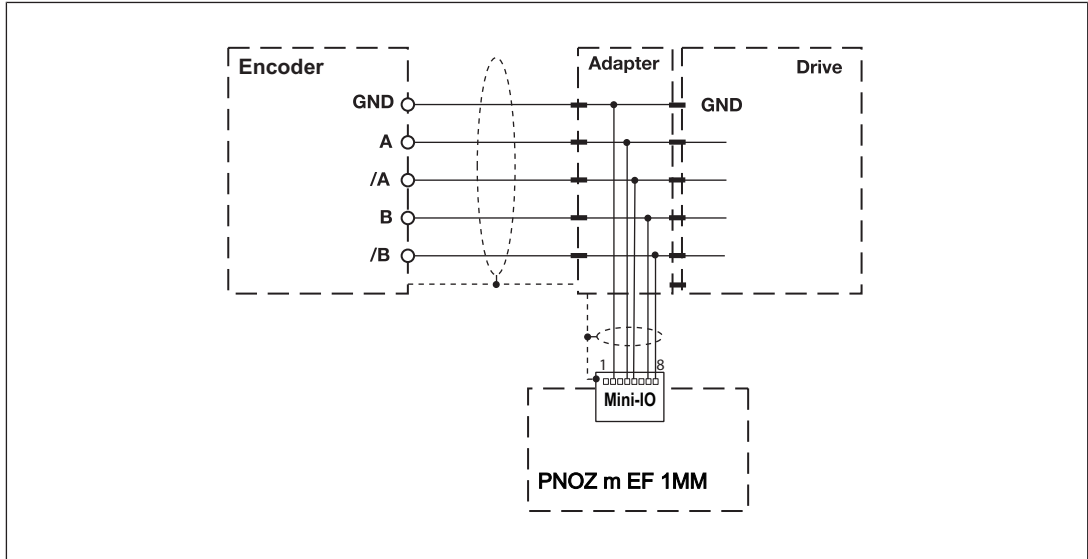 Encoder
Adapter
Drive
GND
GND
A
/A
B
/B
1
8
Mini-IO
PNOZ m EF 1MM